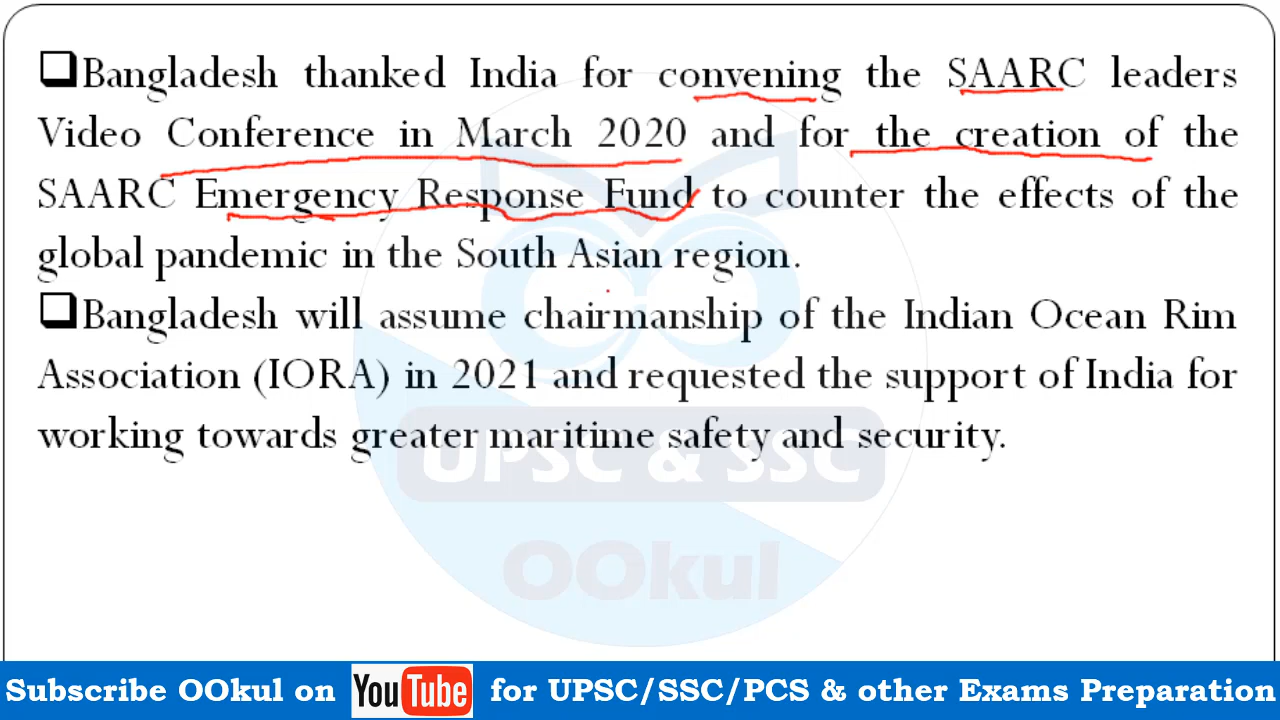 ❑Bangladesh thanked India for convening the SAARC leaders
Video Conference in March 2020 and for the creation of the
SAARC Emergency Response Fund to counter the effects of the
global pandemic in the South Asian region.
❑Bangladesh will assume chairmanship of the Indian Ocean Rim
Association (IORA) in 2021 and requested the support of India for
working towards greater maritime safety and security.
UPSC & SSC
OOkul
Subscribe OOkul on YouTube for UPSC/SSC/PCS & other Exams Preparation